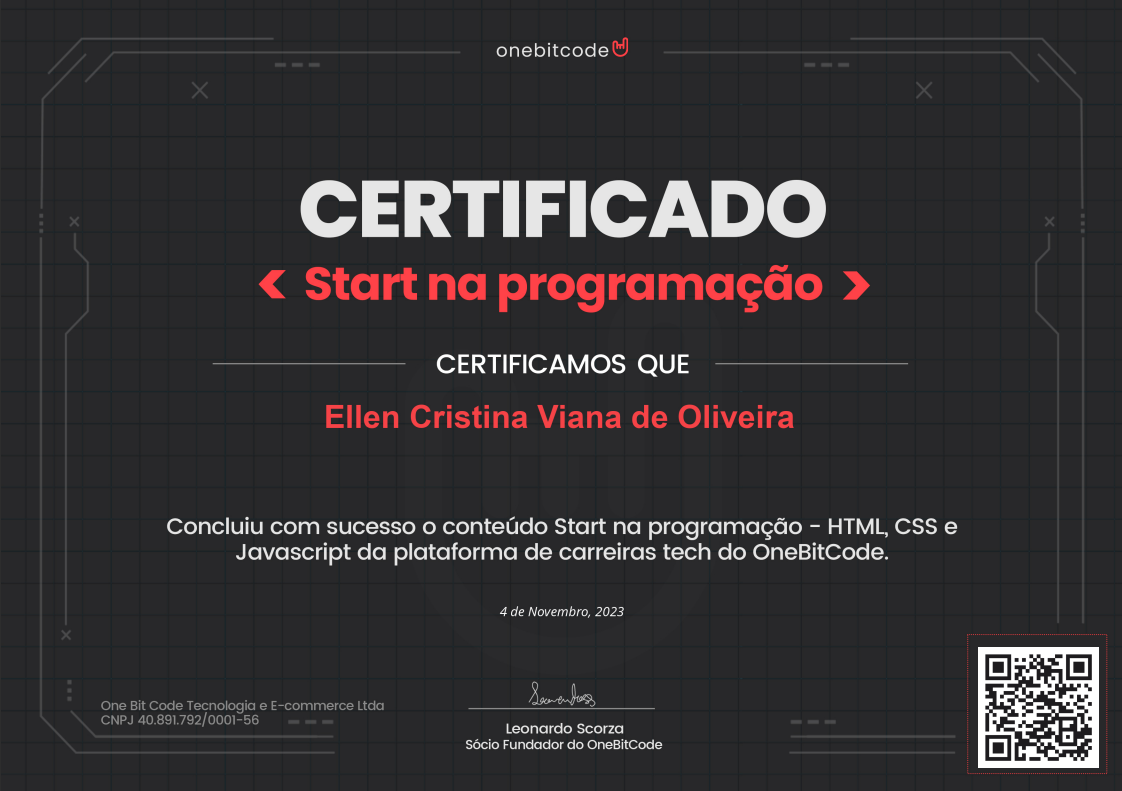 onebitcode
CERTIFICADO
< Start na programação >
CERTIFICAMOS QUE
Ellen Cristina Viana de Oliveira
Concluiu com sucesso o conteúdo Start na programação - HTML, CSS e
Javascript da plataforma de carreiras tech do OneBitCode.
4 de Novembro, 2023
One Bit Code Tecnologia e E-commerce Ltda
CNPJ 40.891.792/0001-56
Leonardo Scorza
Sócio Fundador do OneBitCode